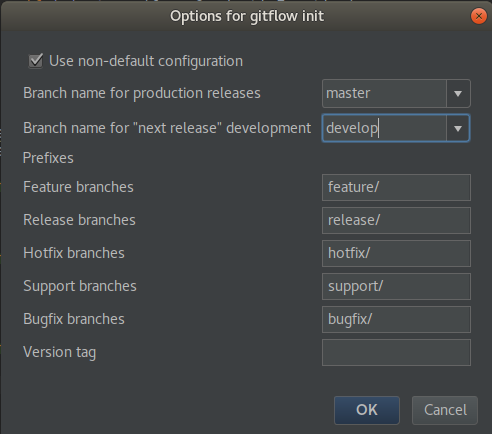 Options for gitflow init
Use non-default configuration
Branch name for production releases master
Branch name for "next release" development develop
Prefixes
Feature branches feature/
Release branches release/
Hotfix branches hotfix/
Support branches support/
Bugfix branches bugfix/
Version tag
OK Cancel